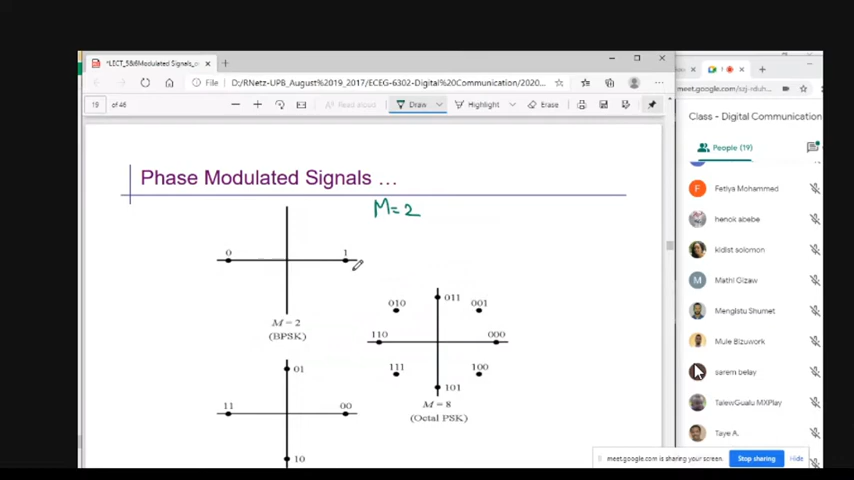 *LECT_5&6Modulated Signals_
File
D:/RNetz-UPB_August%2019_2017/ECEG-6302-Digital%20Communication/2020...
meet.google.com/szj-nduh
19 of 46
Read aloud
Draw
Highlight
Erase
Class - Digital Communication
People (19)
Phase Modulated Signals ...
M=2
0
1
M = 2
(BPSK)
010
011
001
110
000
111
100
101
M = 8
(Octal PSK)
01
11
00
10
Fetiya Mohammed
henok abebe
kidist solomon
M
Mathi Gizaw
Mengistu Shumet
Mule Bizuwork
sarem belay
TalewGualu MXPlay
Taye A.
meet.google.com is sharing your screen.
Stop sharing
Hide